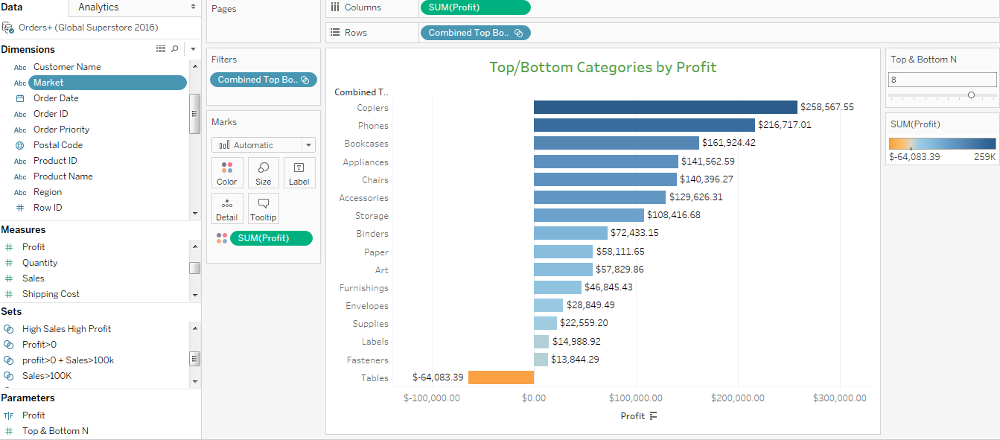 Data
Analytics
Orders+ (Global Superstore 2016)
Dimensions
Abc Customer Name
Abc Market
Order Date
Abc Order ID
Abc Order Priority
Postal Code
Abc Product ID
Abc Product Name
Abc Region
# Row ID
Measures
# Profit
# Quantity
# Sales
# Shipping Cost
Sets
High Sales High Profit
Profit>0
profit>0 + Sales>100k
Sales>100K
Parameters
T|F Profit
# Top & Bottom N
Pages
Filters
Combined Top Bo..
Marks
Automatic
Color
Size
T
Label
Detail
Tooltip
SUM(Profit)
Columns
SUM(Profit)
Rows
Combined Top Bo..
Top/Bottom Categories by Profit
Combined T..
Copiers $258,567.55
Phones $216,717.01
Bookcases $161,924.42
Appliances $141,562.59
Chairs $140,396.27
Accessories $129,626.31
Storage $108,416.68
Binders $72,433.15
Paper $58,111.65
Art $57,829.86
Furnishings $46,845.43
Envelopes $28,849.49
Supplies $22,559.20
Labels $14,988.92
Fasteners $13,844.29
Tables $-64,083.39
$-100,000.00 $0.00 $100,000.00 $200,000.00 $300,000.00
Profit
Top & Bottom N
8
SUM(Profit)
$-64,083.39 259K